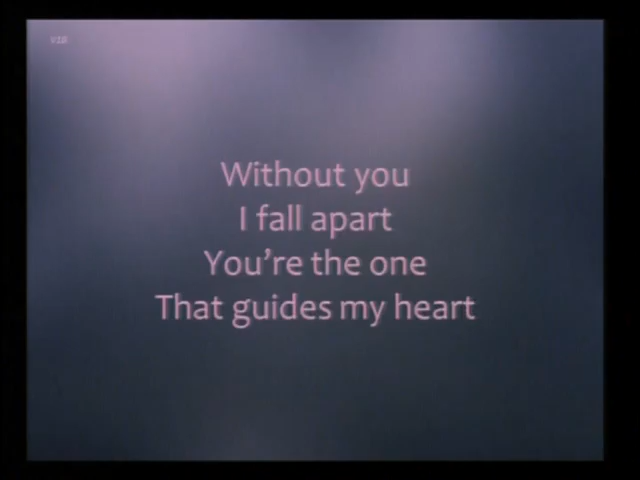 Without you
I fall apart
You're the one
That guides my heart